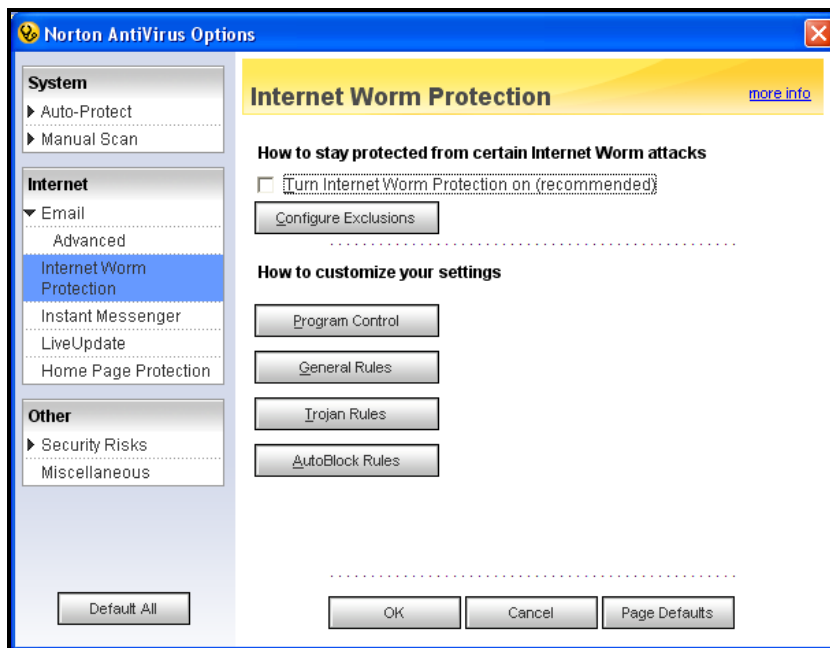 Norton AntiVirus Options
System
Auto-Protect
Manual Scan
Internet
Email
Advanced
Internet Worm
Protection
Instant Messenger
LiveUpdate
Home Page Protection
Other
Security Risks
Miscellaneous
Default All
Internet Worm Protection
more info
How to stay protected from certain Internet Worm attacks
Turn Internet Worm Protection on (recommended)
Configure Exclusions
How to customize your settings
Program Control
General Rules
Trojan Rules
AutoBlock Rules
OK
Cancel
Page Defaults